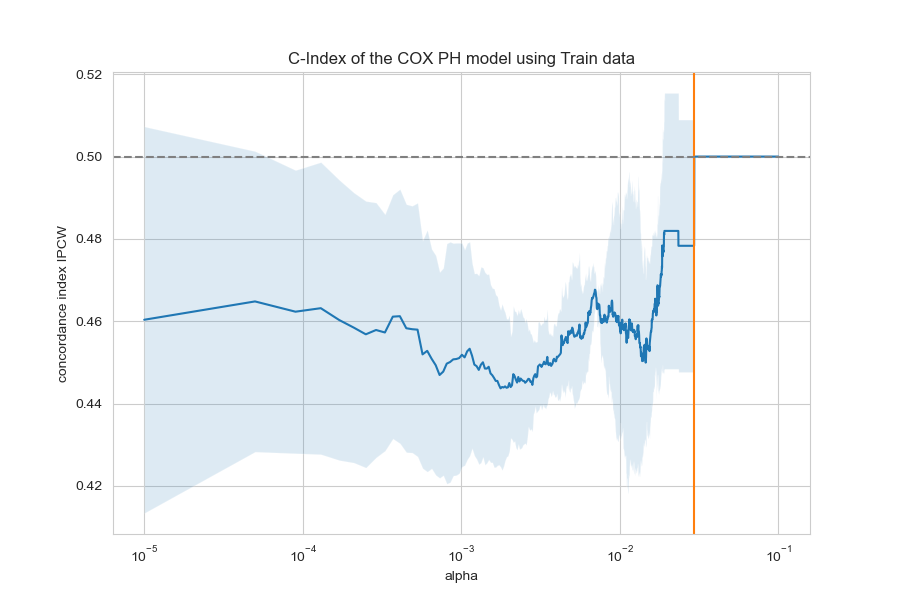 C-Index of the COX PH model using Train data
0.52
0.50
0.48
0.46
0.44
0.42
concordance index IPCW
10⁻⁵ 10⁻⁴ 10⁻³ 10⁻² 10⁻¹
alpha